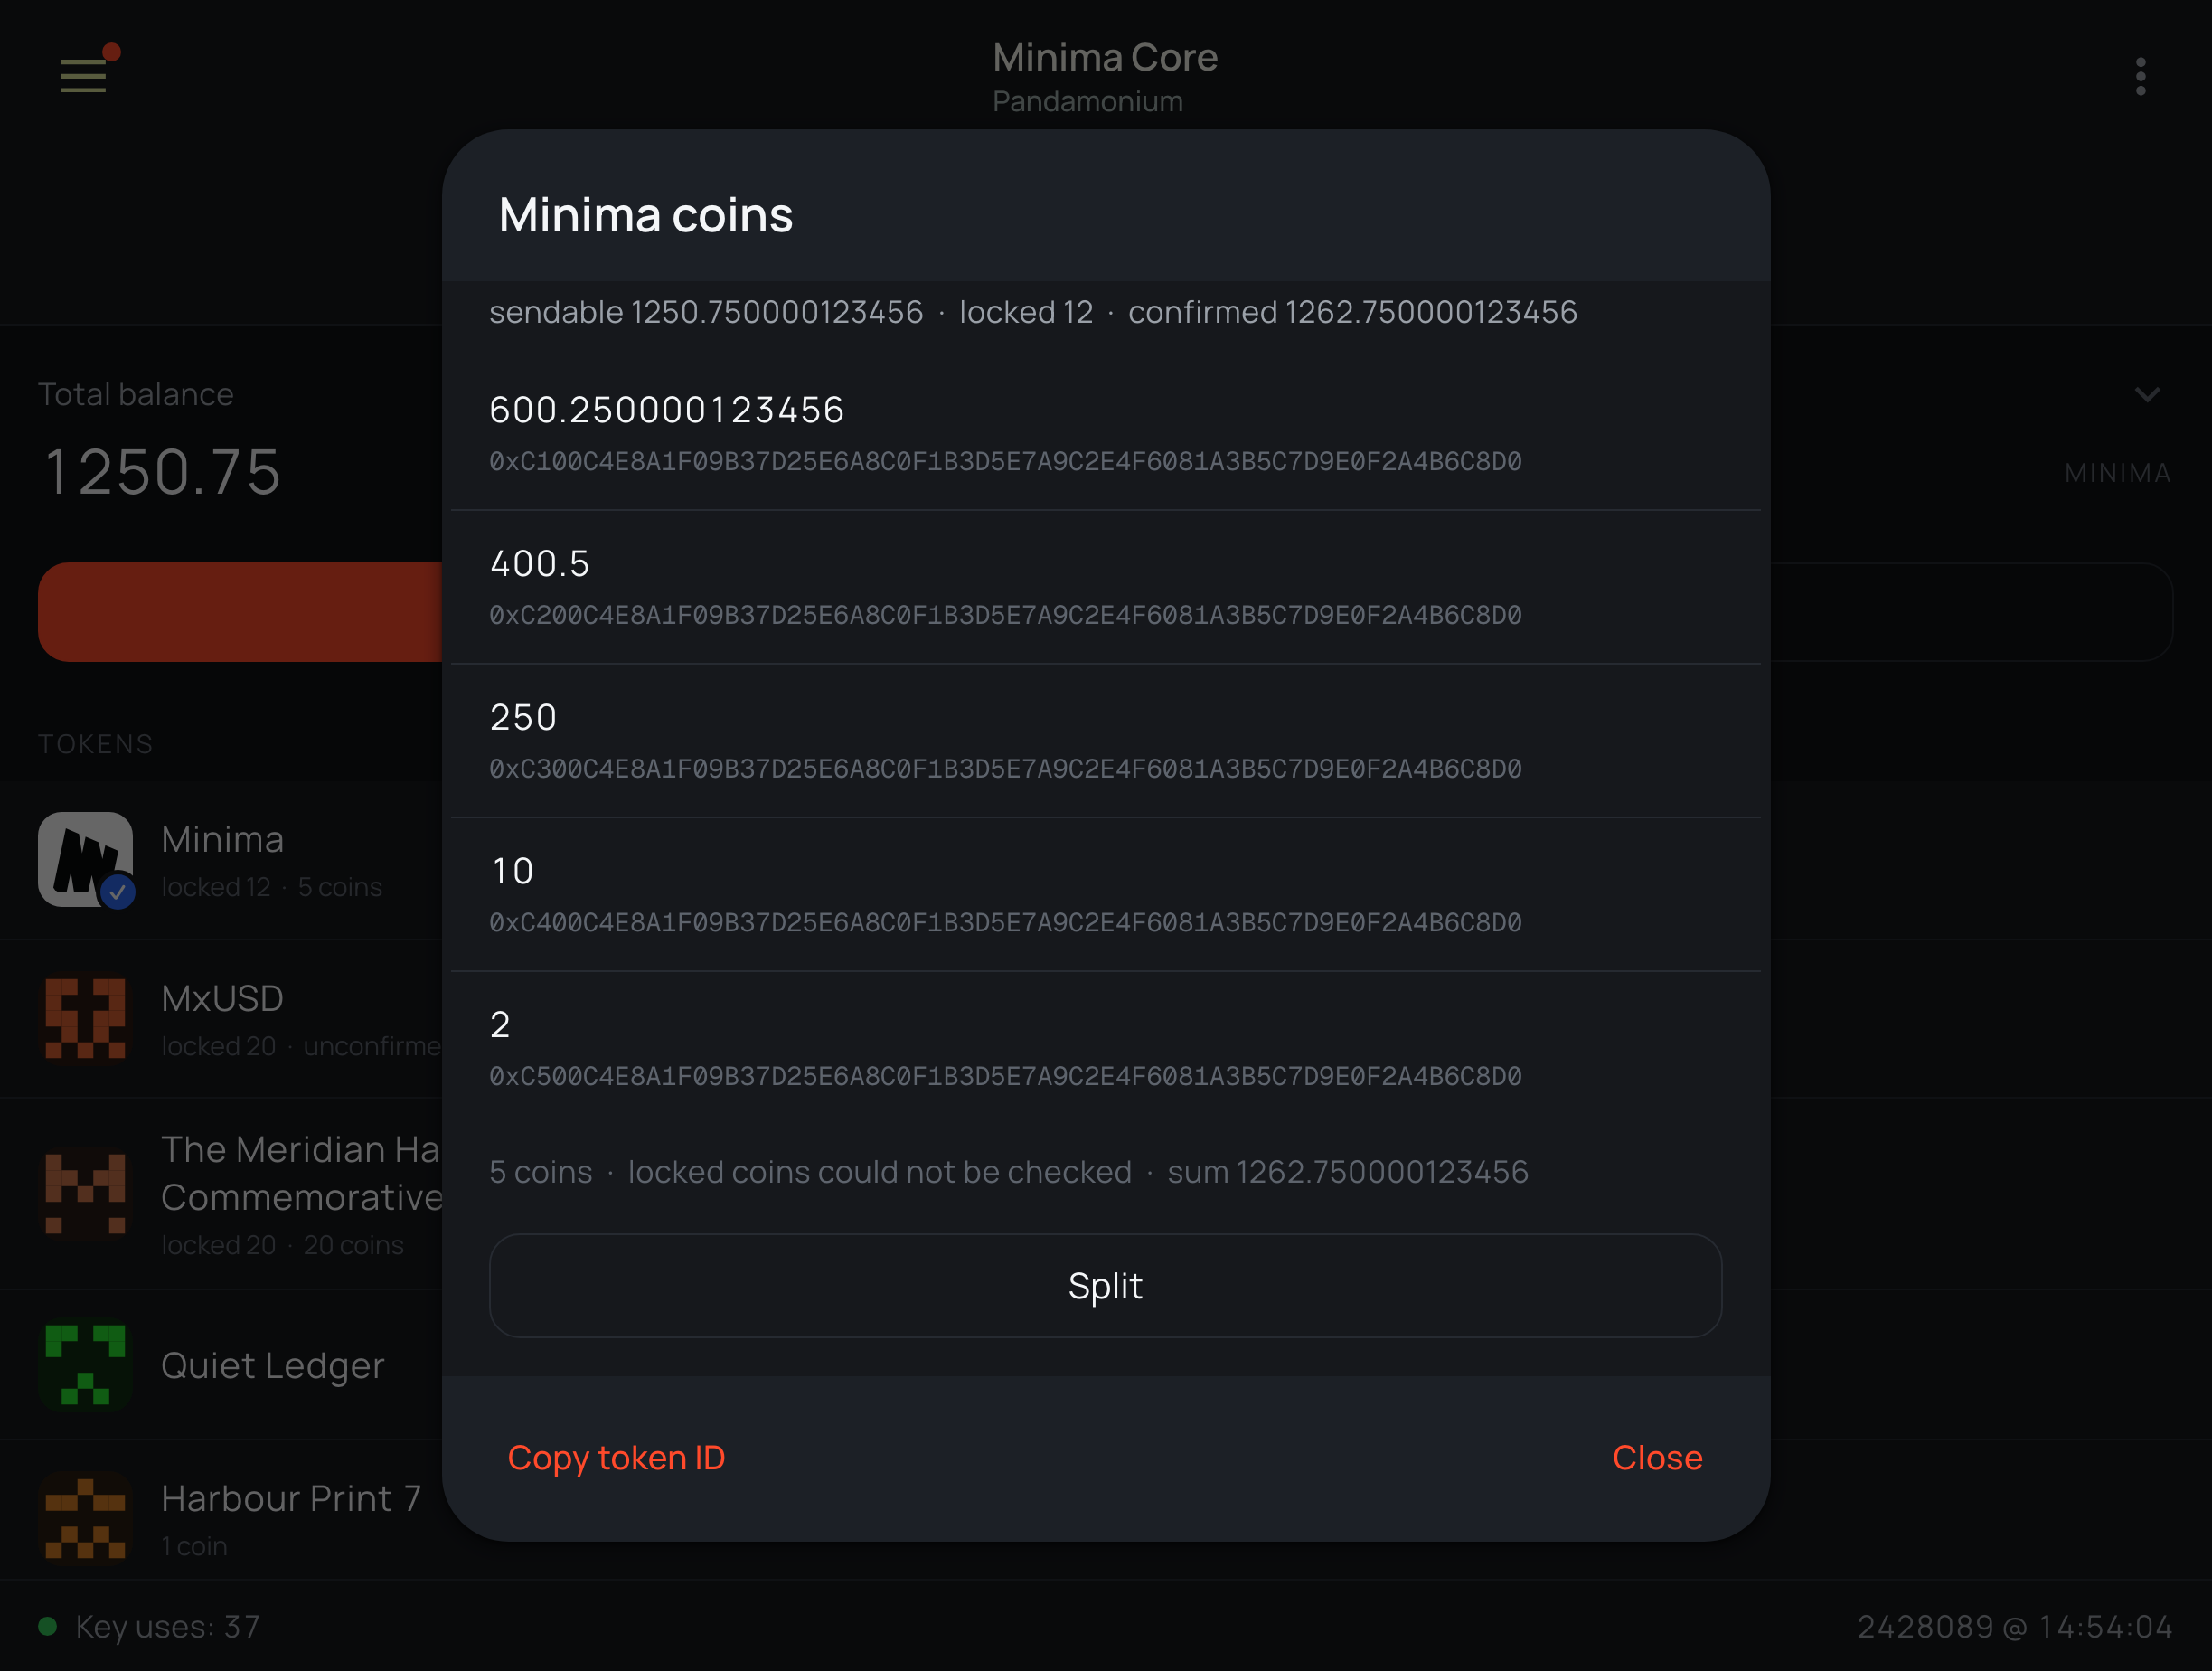 Minima Core
Pandamonium
Minima coins
sendable 1250.750000123456 · locked 12 · confirmed 1262.750000123456
600.250000123456
0xC100C4E8A1F09B37D25E6A8C0F1B3D5E7A9C2E4F6081A3B5C7D9E0F2A4B6C8D0
400.5
0xC200C4E8A1F09B37D25E6A8C0F1B3D5E7A9C2E4F6081A3B5C7D9E0F2A4B6C8D0
250
0xC300C4E8A1F09B37D25E6A8C0F1B3D5E7A9C2E4F6081A3B5C7D9E0F2A4B6C8D0
10
0xC400C4E8A1F09B37D25E6A8C0F1B3D5E7A9C2E4F6081A3B5C7D9E0F2A4B6C8D0
2
0xC500C4E8A1F09B37D25E6A8C0F1B3D5E7A9C2E4F6081A3B5C7D9E0F2A4B6C8D0
5 coins · locked coins could not be checked · sum 1262.750000123456
Split
Copy token ID
Close
Total balance
1250.75
MINIMA
TOKENS
Minima
locked 12 · 5 coins
MxUSD
locked 20 ·
The Meridian
Commemorative
locked 20 · 20 coins
Quiet Ledger
Harbour Print 7
1 coin
Key uses: 37
2428089 @ 14:54:04